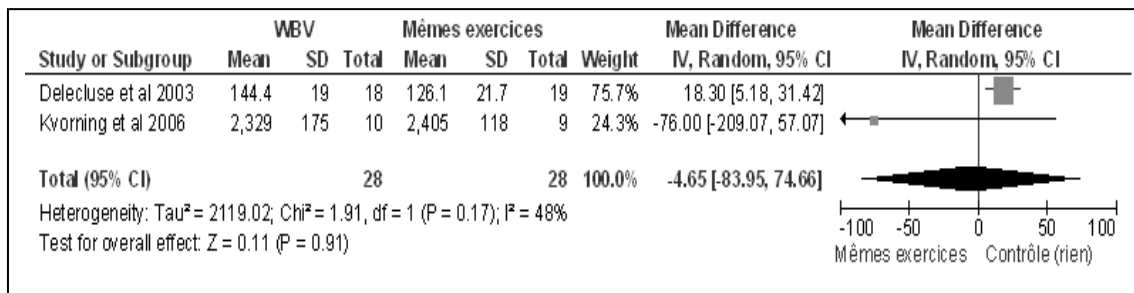 WBV Mêmes exercices Mean Difference Mean Difference
Study or Subgroup Mean SD Total Mean SD Total Weight IV, Random, 95% CI IV, Random, 95% CI
Delecluse et al 2003 144.4 19 18 126.1 21.7 19 75.7% 18.30 [5.18, 31.42]
Kvorning et al 2006 2,329 175 10 2,405 118 9 24.3% -76.00 [-209.07, 57.07]
Total (95% CI) 28 28 100.0% -4.65 [-83.95, 74.66]
Heterogeneity: Tau² = 2119.02; Chi² = 1.91, df = 1 (P = 0.17); I² = 48%
Test for overall effect: Z = 0.11 (P = 0.91)
-100 -50 0 50 100
Mêmes exercices Contrôle (rien)